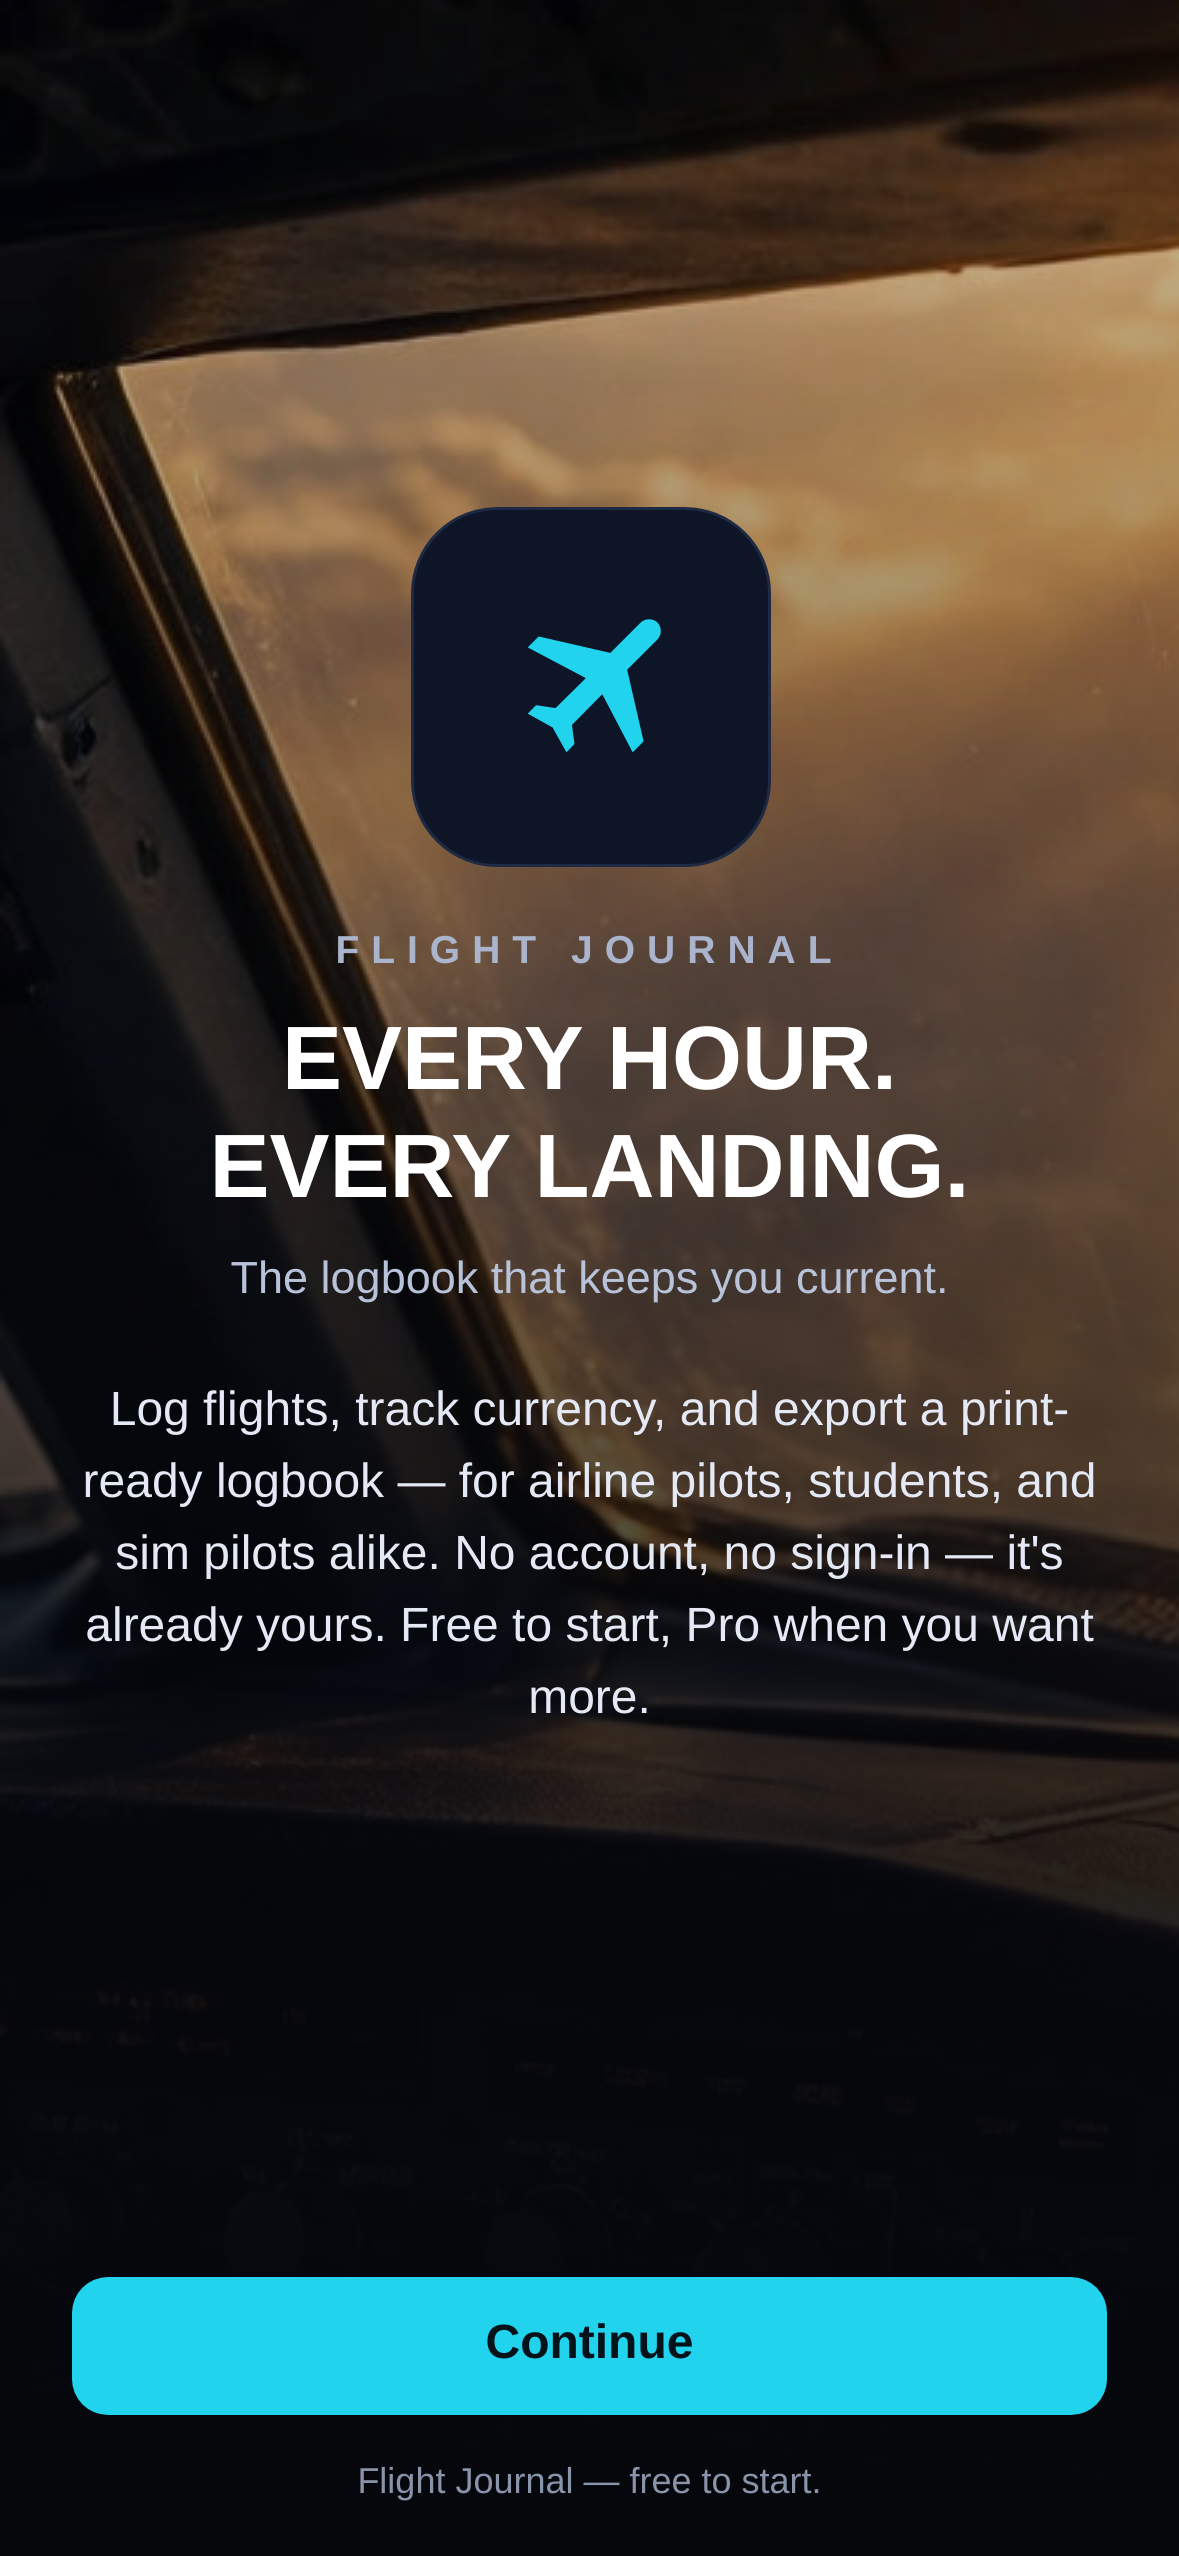 FLIGHT JOURNAL
EVERY HOUR.
EVERY LANDING.
The logbook that keeps you current.
Log flights, track currency, and export a print-
ready logbook — for airline pilots, students, and
sim pilots alike. No account, no sign-in — it's
already yours. Free to start, Pro when you want
more.
Continue
Flight Journal — free to start.